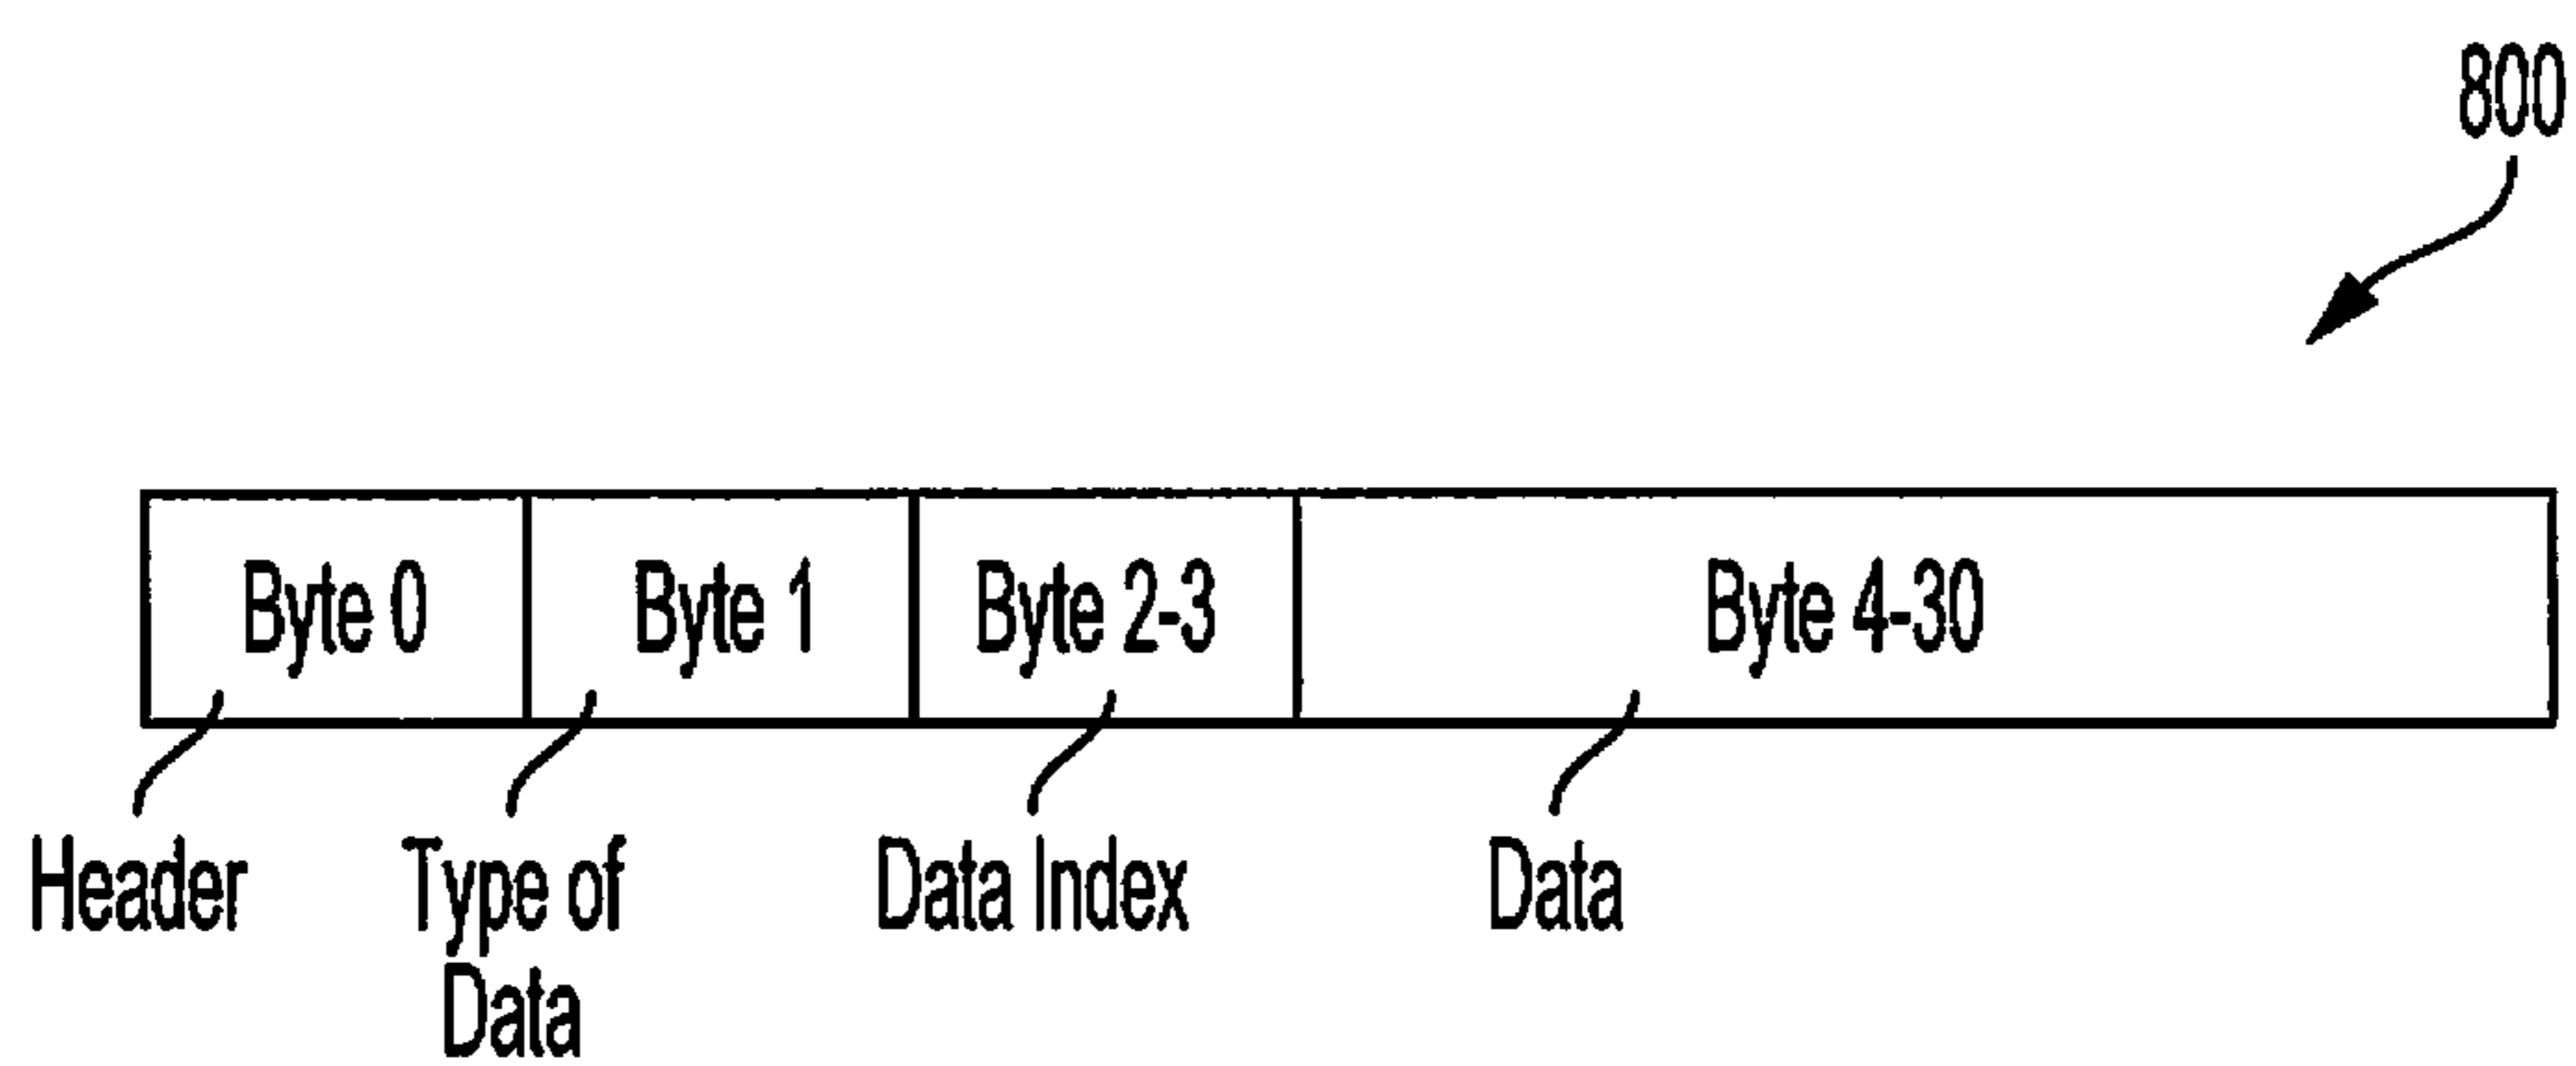 800
Byte 0
Byte 1
Byte 2-3
Byte 4-30
Header
Type of
Data
Data Index
Data